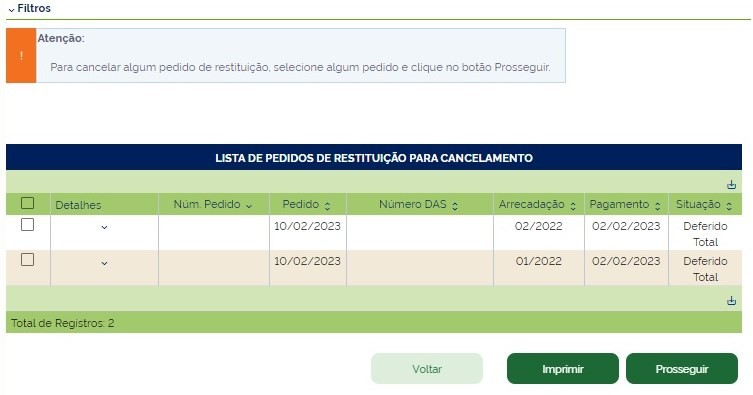 Filtros
!
Atenção:
Para cancelar algum pedido de restituição, selecione algum pedido e clique no botão Prosseguir.
LISTA DE PEDIDOS DE RESTITUIÇÃO PARA CANCELAMENTO
Detalhes Núm. Pedido Pedido Número DAS Arrecadação Pagamento Situação
10/02/2023 02/2022 02/02/2023 Deferido
Total
10/02/2023 01/2022 02/02/2023 Deferido
Total
Total de Registros: 2
Voltar Imprimir Prosseguir